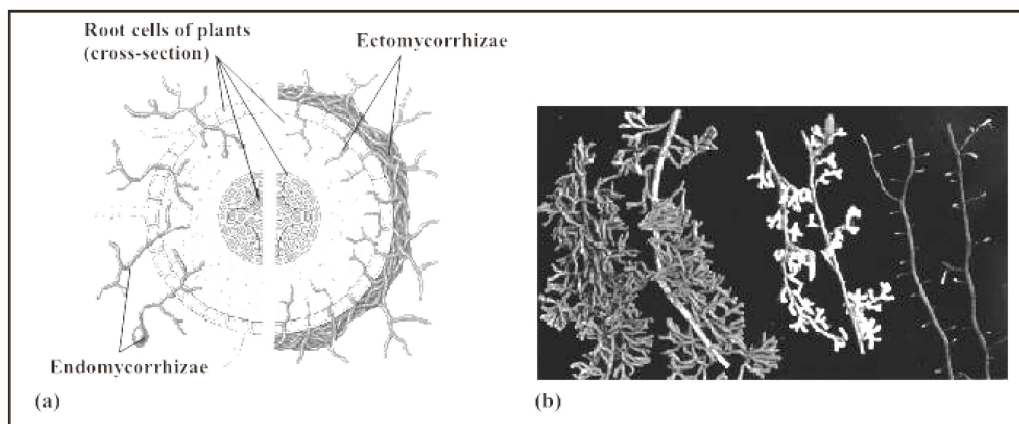 Root cells of plants
(cross-section)
Ectomycorrhizae
Endomycorrhizae
(a)
(b)